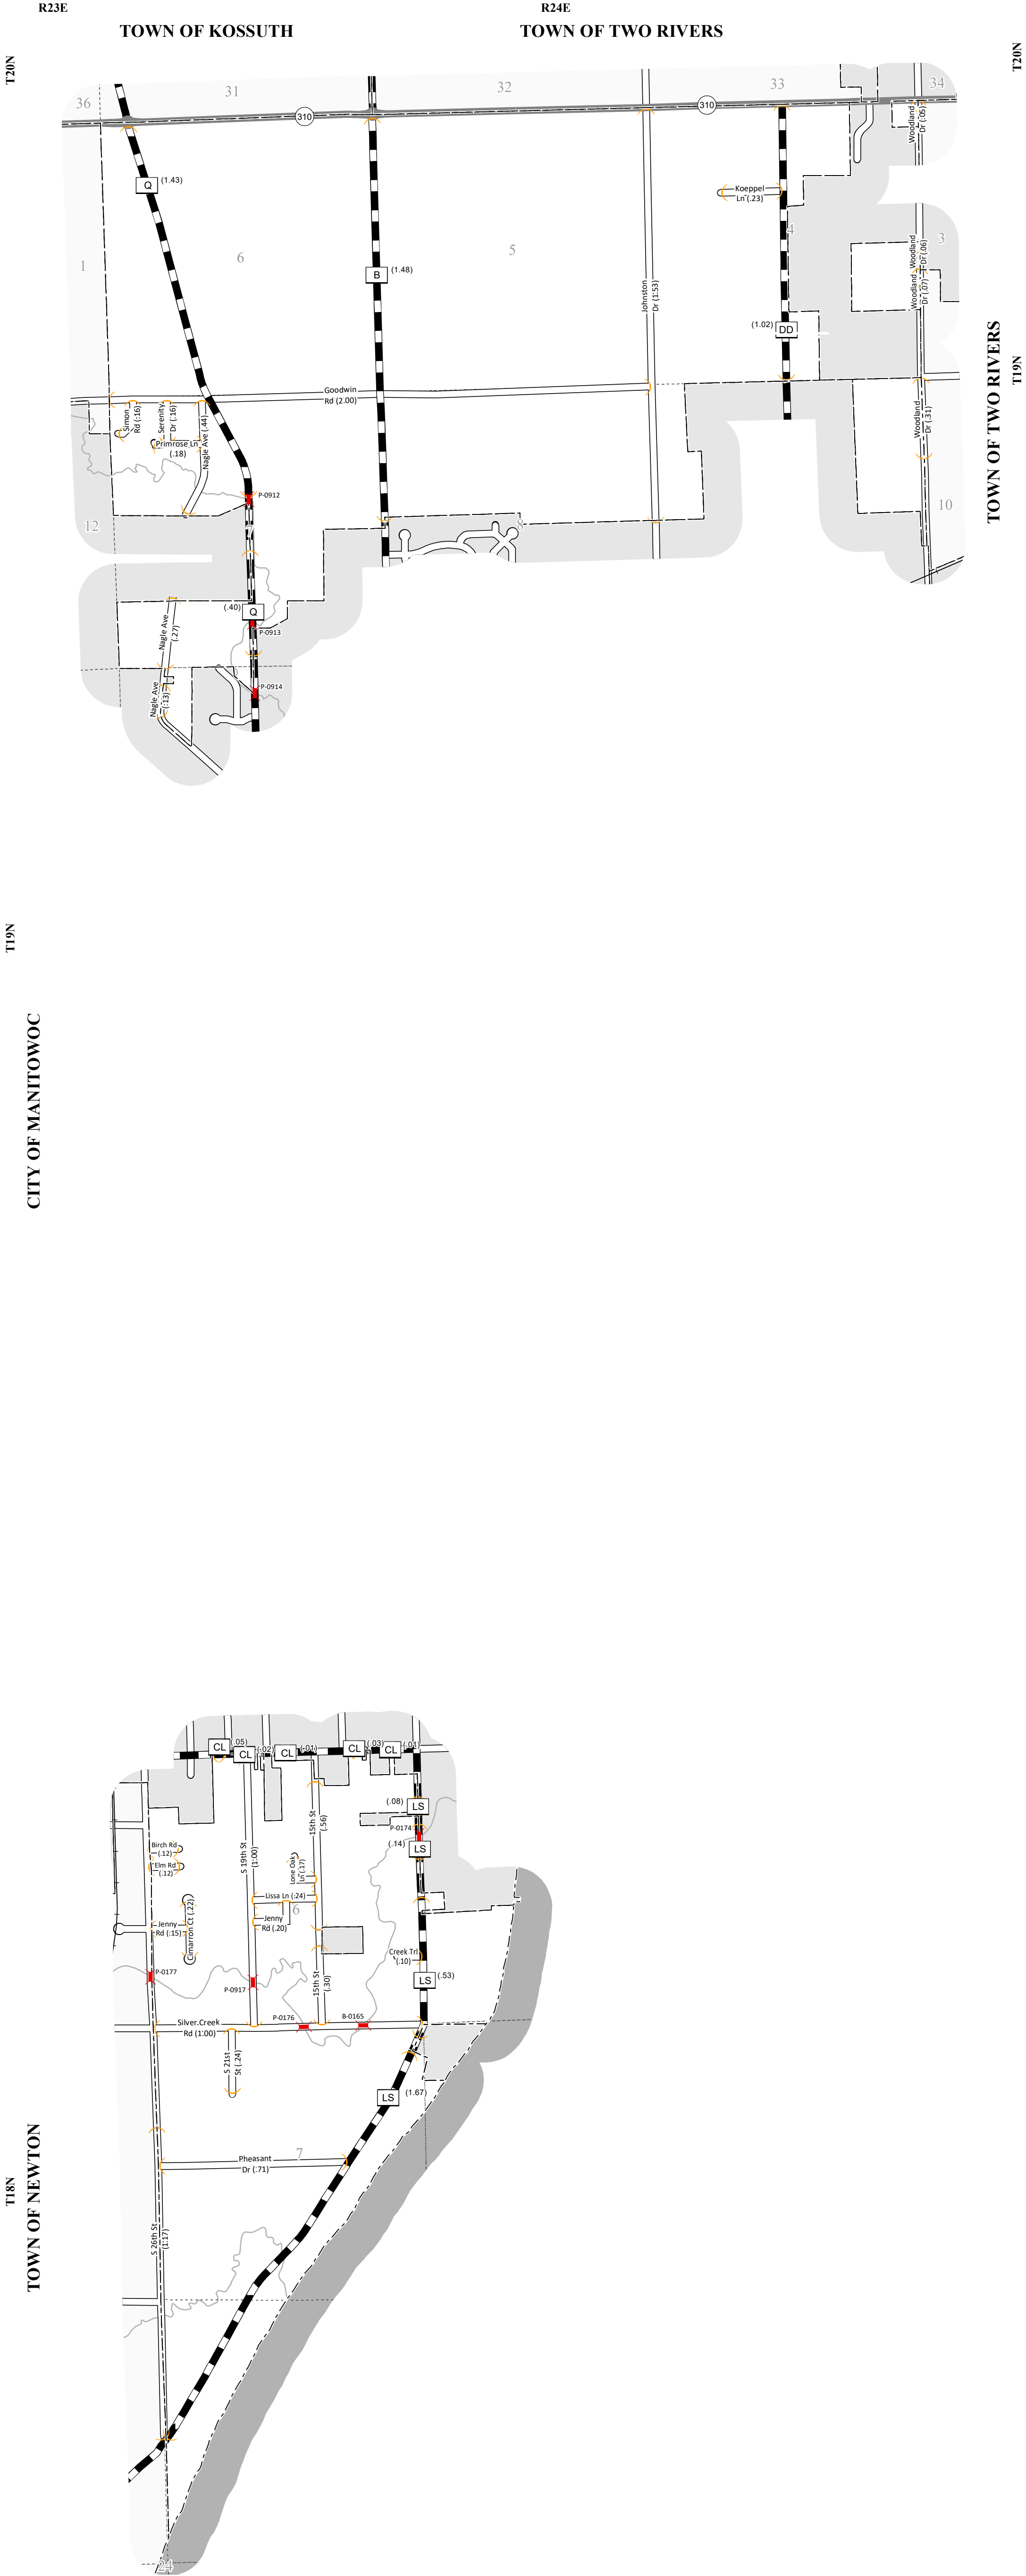 R23E
R24E
TOWN OF KOSSUTH
TOWN OF TWO RIVERS
T20N
T20N
36
31
32
33
34
310
310
Woodland
Dr (.05)
Q
(1.43)
Koeppel
Ln (.23)
1
6
5
4
3
B
(1.48)
Woodland
Dr (.06)
Woodland
Dr (.07)
Johnston
Dr (1.53)
(1.02)
DD
TOWN OF TWO RIVERS
T19N
Goodwin
Rd (2.00)
Simon
Rd (.16)
Serenity
Dr (.16)
Nagle Ave (.44)
Primrose Ln
(.18)
Woodland
Dr (.31)
P-0912
12
7
8
10
(.40)
Q
P-0913
Nagle Ave
(.27)
P-0914
Nagle Ave
(.13)
T19N
CITY OF MANITOWOC
CL
(.05)
CL
(.02)
CL
(.01)
CL
(.03)
CL
(.01)
(.08)
LS
15th St
(.56)
P-0174
(.14)
LS
Birch Rd
(.12)
Elm Rd
(.12)
S 19th St
(1.00)
Lone Oak
Ln (.17)
Lissa Ln (.24)
6
Jenny
Rd (.20)
Jenny
Rd (.15)
Cimarron Ct (.22)
Creek Trl
(.10)
P-0177
P-0917
15th St
(.30)
LS
(.53)
P-0176
B-0165
Silver Creek
Rd (1.00)
S 21st
St (.24)
LS
(1.67)
7
Pheasant
Dr (.71)
T18N
TOWN OF NEWTON
S 26th St
(1.17)
24